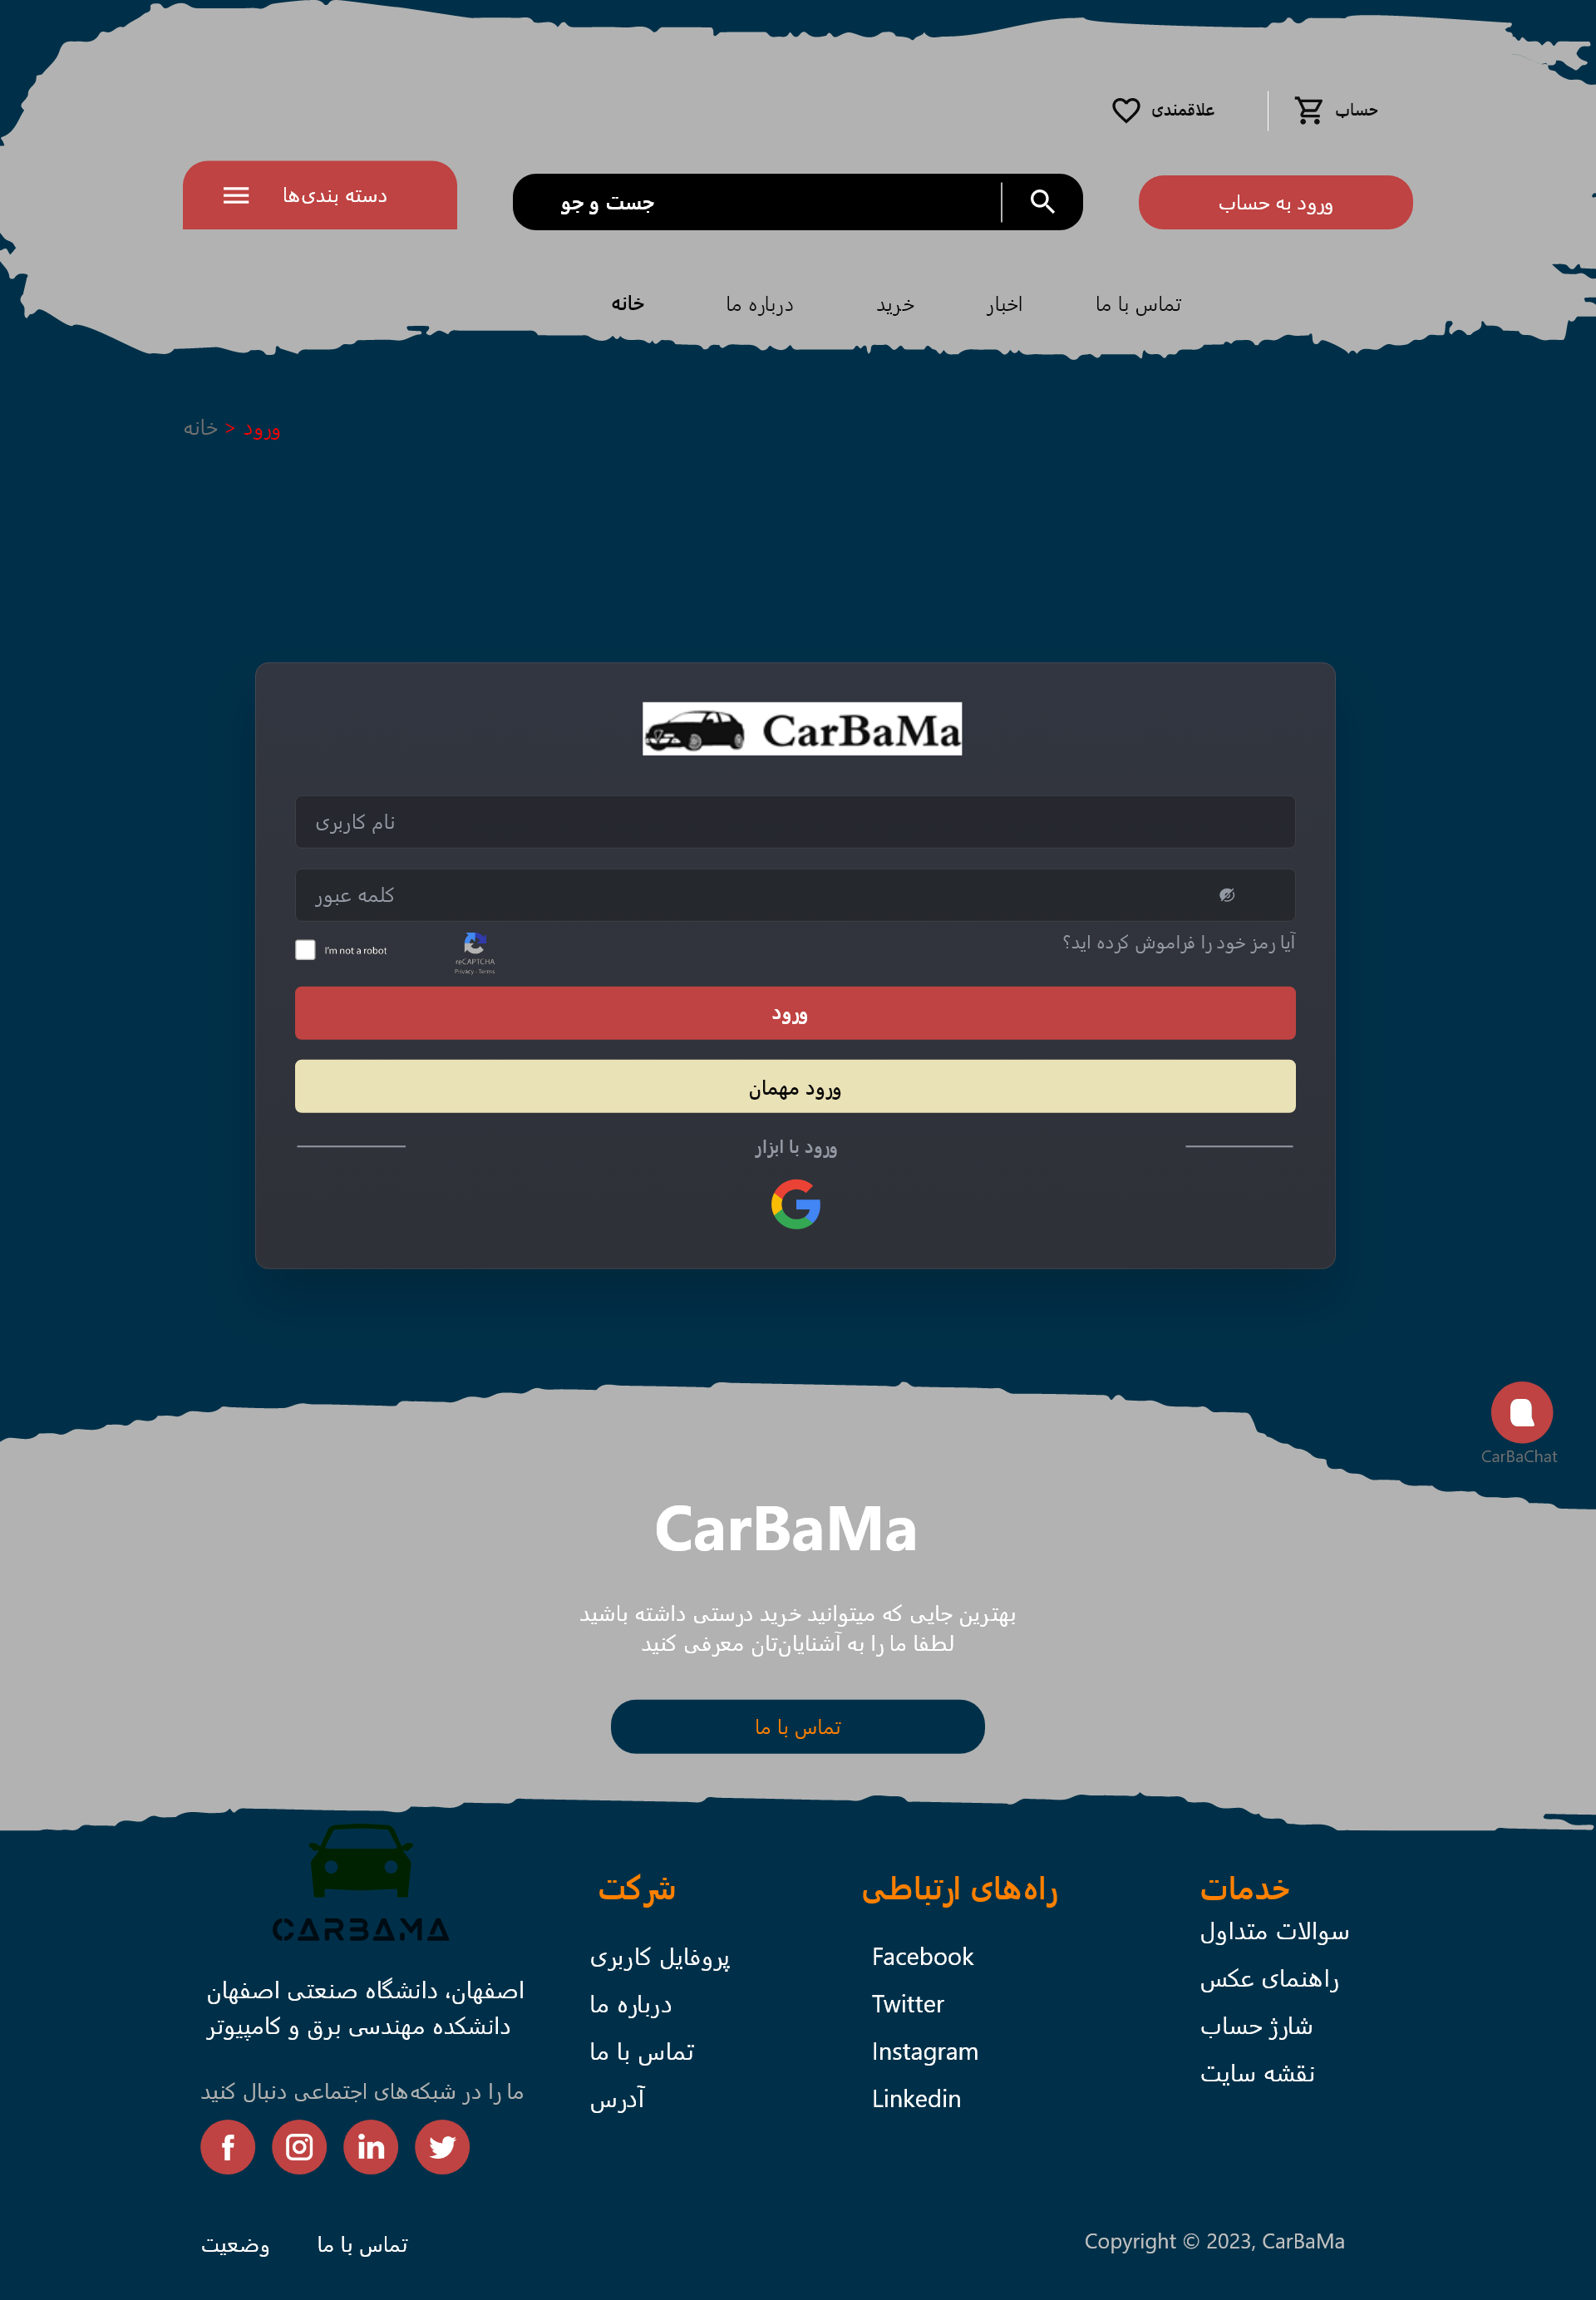 علاقمندی
حساب
دسته بندی‌ها
جست و جو
ورود به حساب
خانه
درباره ما
خرید
اخبار
تماس با ما
خانه > ورود
CarBaMa
نام کاربری
کلمه عبور
I'm not a robot
reCAPTCHA
Privacy - Terms
آیا رمز خود را فراموش کرده اید؟
ورود
ورود مهمان
ورود با ابزار
CarBaChat
CarBaMa
بهترین جایی که میتوانید خرید درستی داشته باشید
لطفا ما را به آشنایان‌تان معرفی کنید
تماس با ما
CARBAMA
اصفهان، دانشگاه صنعتی اصفهان
دانشکده مهندسی برق و کامپیوتر
ما را در شبکه‌های اجتماعی دنبال کنید
شرکت
پروفایل کاربری
درباره ما
تماس با ما
آدرس
راه‌های ارتباطی
Facebook
Twitter
Instagram
Linkedin
خدمات
سوالات متداول
راهنمای عکس
شارژ حساب
نقشه سایت
وضعیت
تماس با ما
Copyright © 2023, CarBaMa